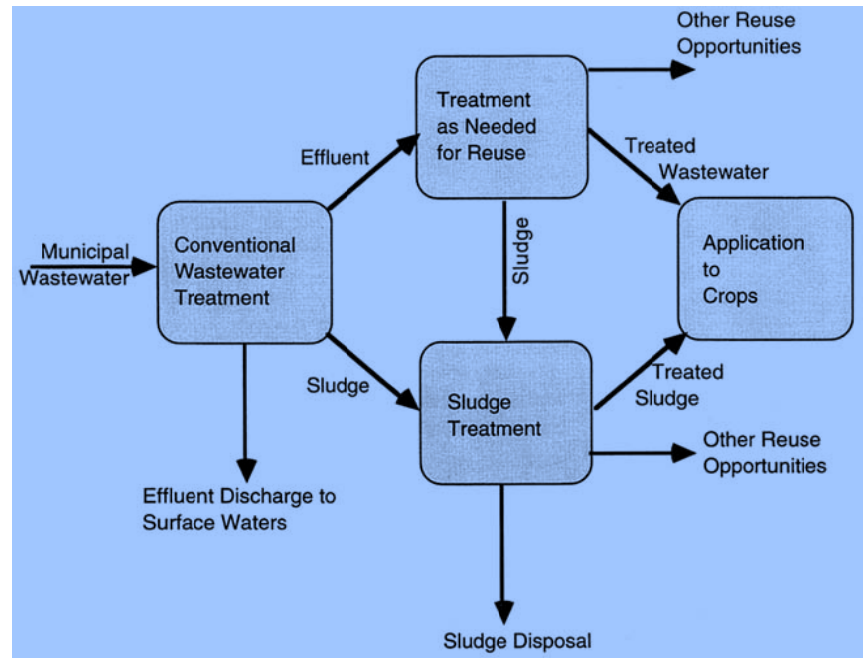 Other Reuse
Opportunities
Treatment
as Needed
for Reuse
Effluent
Treated
Wastewater
Municipal
Wastewater
Conventional
Wastewater
Treatment
Sludge
Application
to
Crops
Sludge
Sludge
Treatment
Treated
Sludge
Other Reuse
Opportunities
Effluent Discharge to
Surface Waters
Sludge Disposal